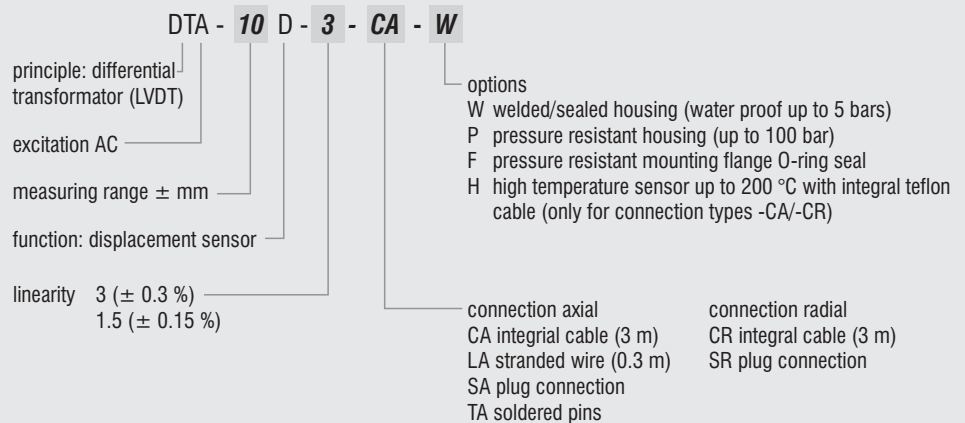 DTA - 10 D - 3 - CA - W
principle: differential
transformator (LVDT)
excitation AC
measuring range ± mm
function: displacement sensor
linearity 3 (± 0.3 %)
1.5 (± 0.15 %)
options
W welded/sealed housing (water proof up to 5 bars)
P pressure resistant housing (up to 100 bar)
F pressure resistant mounting flange O-ring seal
H high temperature sensor up to 200 °C with integral teflon
cable (only for connection types -CA/-CR)
connection axial
CA integrial cable (3 m)
LA stranded wire (0.3 m)
SA plug connection
TA soldered pins
connection radial
CR integral cable (3 m)
SR plug connection